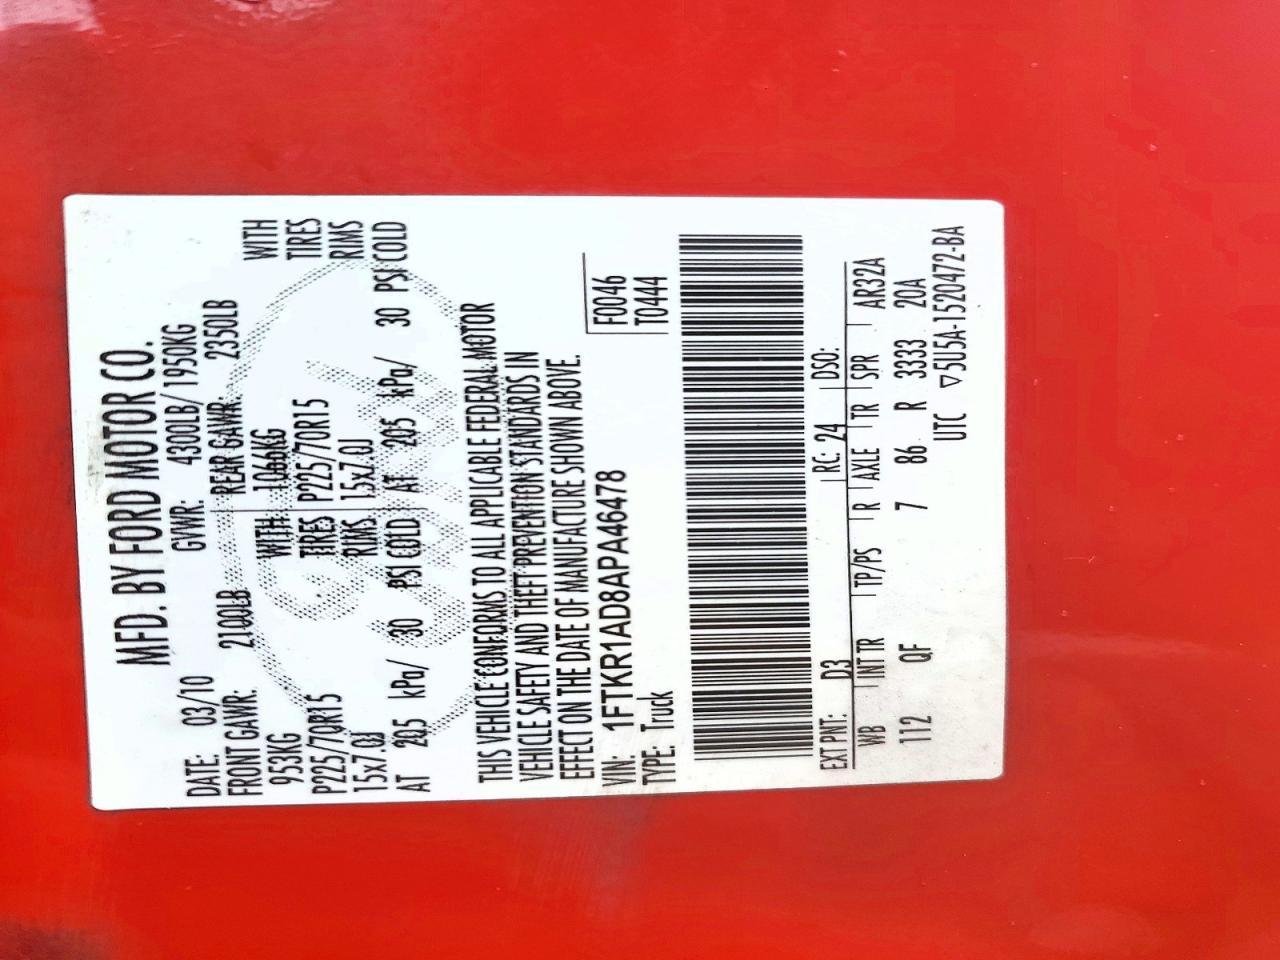 MFD. BY FORD MOTOR CO.
DATE: 03/10 GVWR: 4300LB/1950KG
FRONT GAWR: 2100LB REAR GAWR: 2350LB
953KG WITH 1066KG WITH
P225/70R15 TIRES P225/70R15 TIRES
15x7.0J RIMS 15x7.0J RIMS
AT 205 kPa/ 30 PSI COLD AT 205 kPa/ 30 PSI COLD
THIS VEHICLE CONFORMS TO ALL APPLICABLE FEDERAL MOTOR
VEHICLE SAFETY AND THEFT PREVENTION STANDARDS IN
EFFECT ON THE DATE OF MANUFACTURE SHOWN ABOVE.
VIN: 1FTKR1AD8APA46478 F0046
TYPE: Truck T0444
EXT PNT: D3 RC: 24 DSO:
WB INT TR TP/PS R AXLE TR SPR AR32A
112 QF 7 86 R 3333 20A
UTC ▽5U5A-1520472-BA